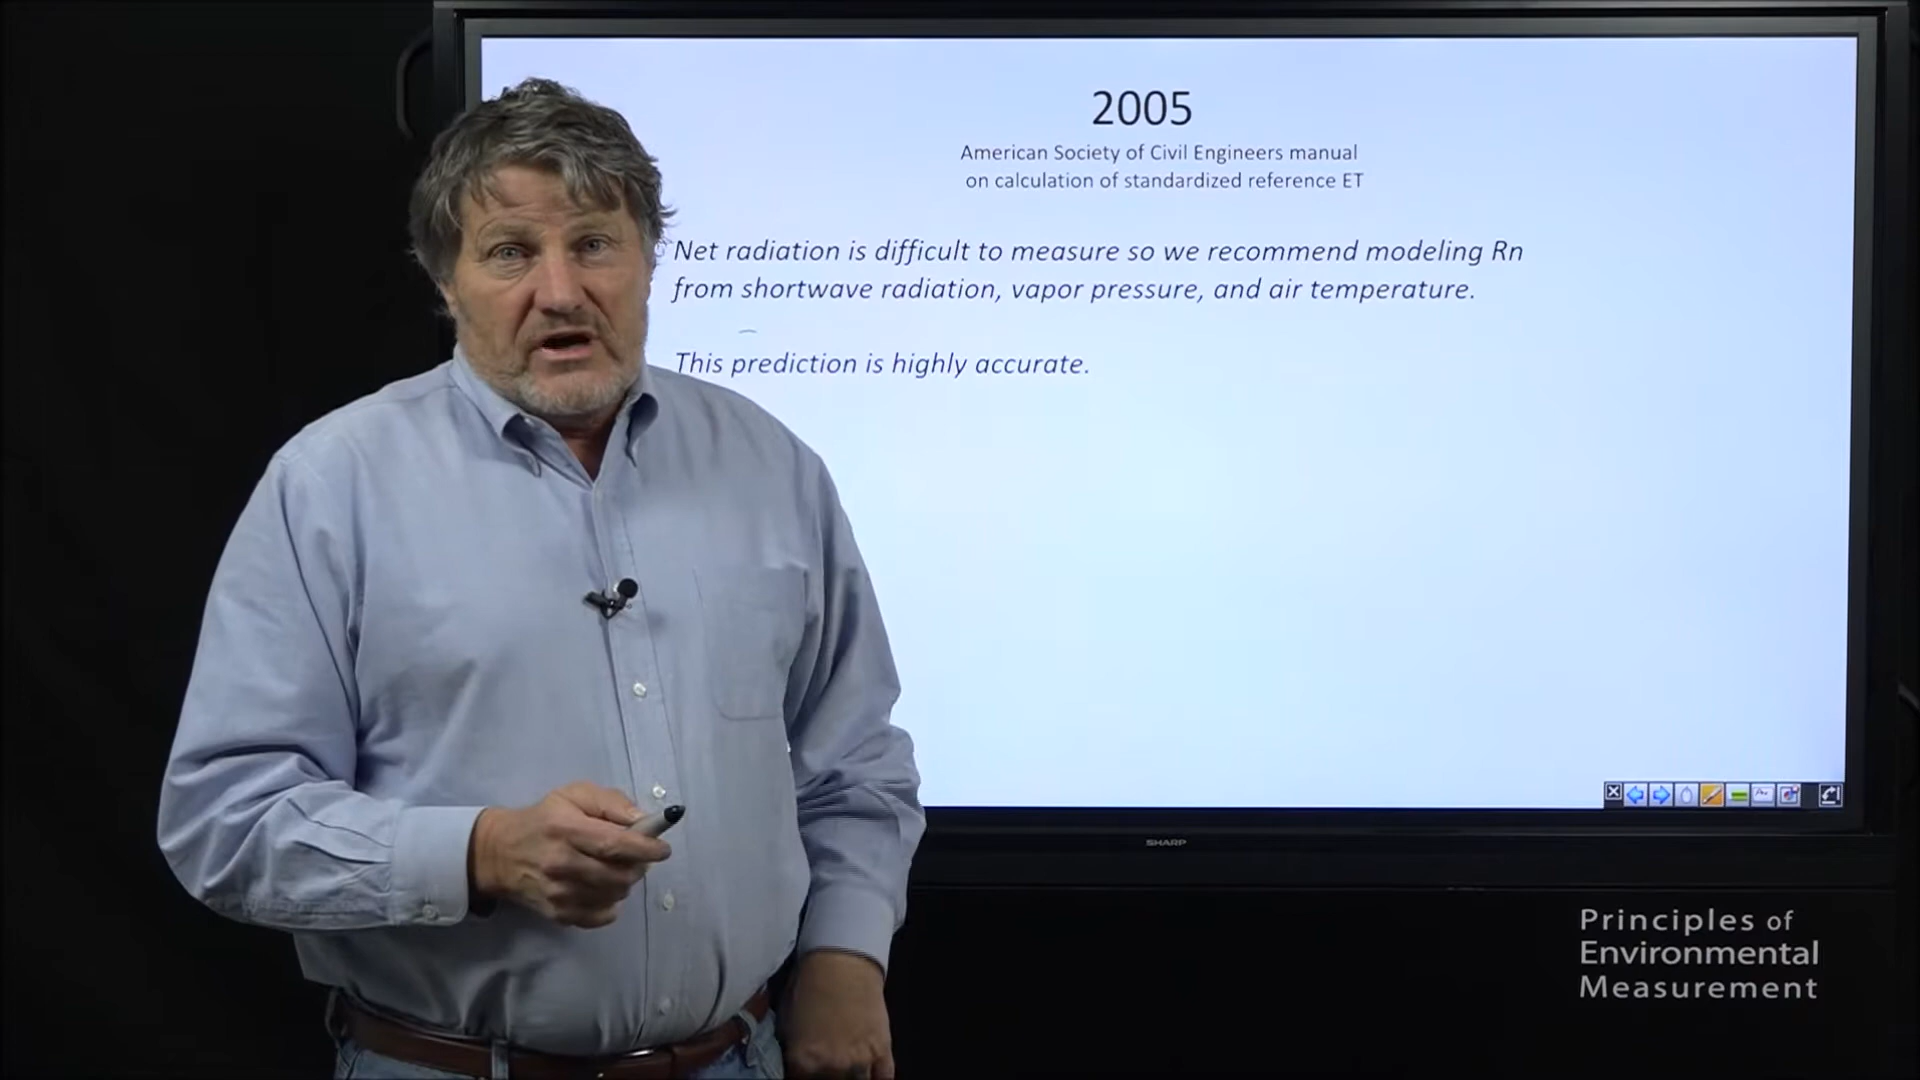 2005
American Society of Civil Engineers manual
on calculation of standardized reference ET
Net radiation is difficult to measure so we recommend modeling Rn
from shortwave radiation, vapor pressure, and air temperature.
This prediction is highly accurate.
SHARP
Principles of
Environmental
Measurement